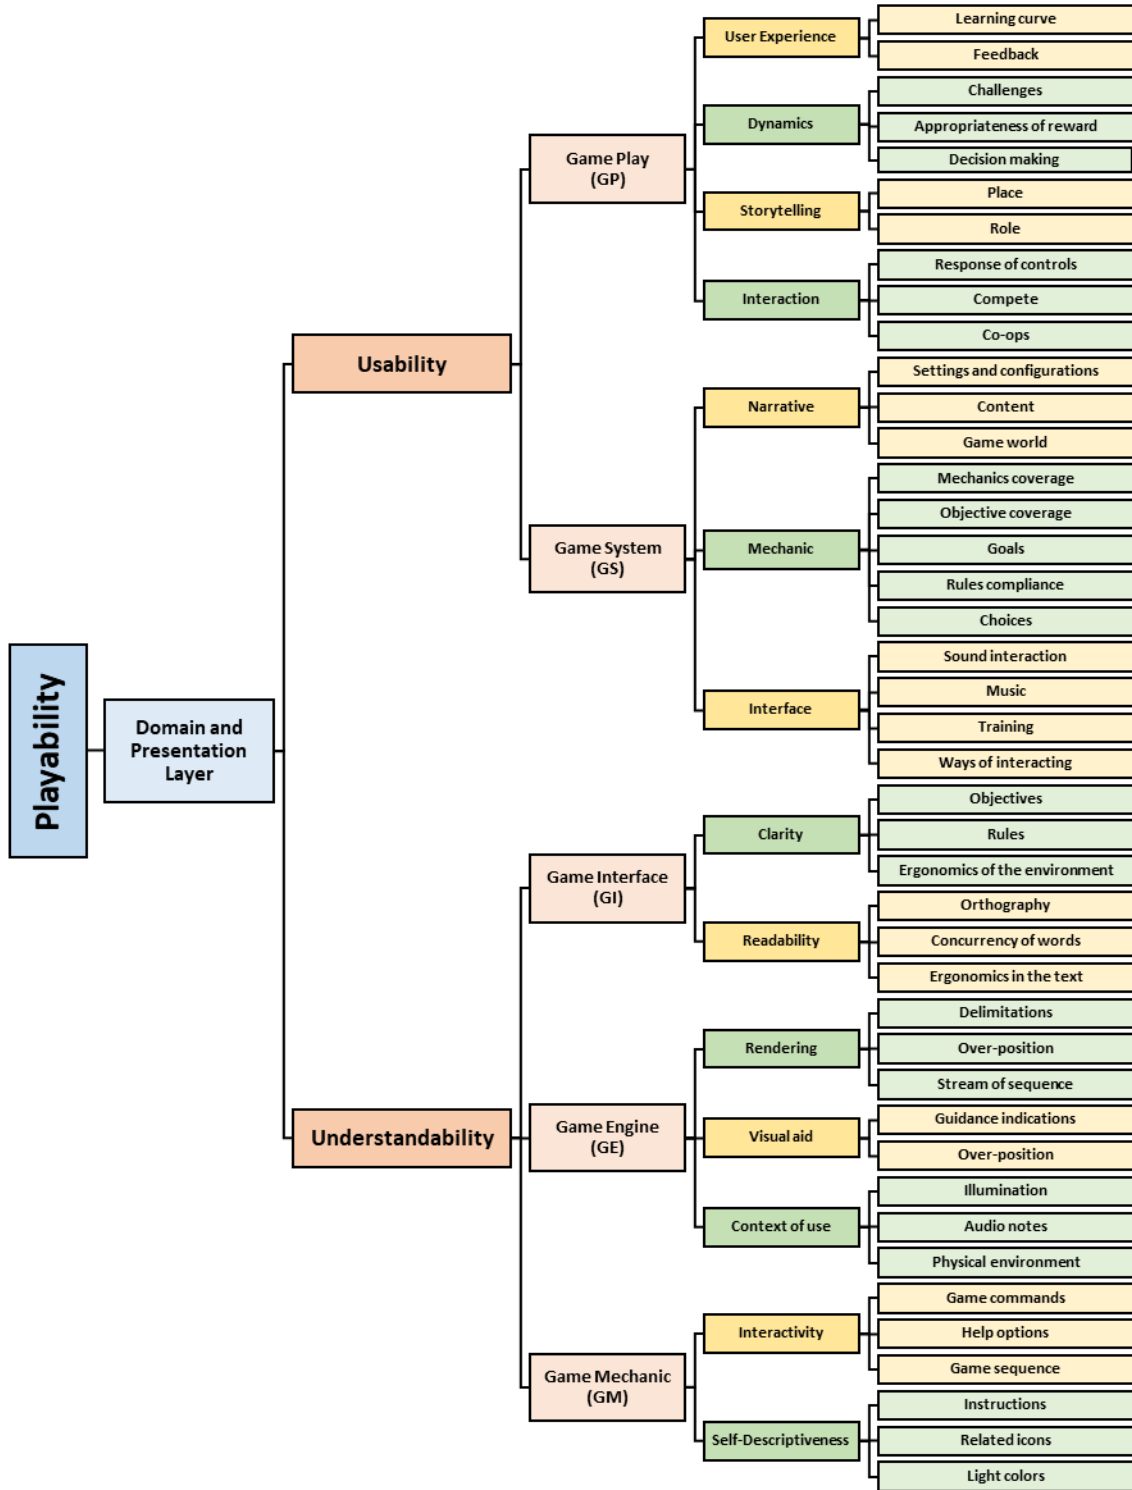 Playability
Domain and
Presentation
Layer
Usability
Game Play
(GP)
User Experience
Learning curve
Feedback
Dynamics
Challenges
Appropriateness of reward
Decision making
Storytelling
Place
Role
Interaction
Response of controls
Compete
Co-ops
Game System
(GS)
Narrative
Settings and configurations
Content
Game world
Mechanic
Mechanics coverage
Objective coverage
Goals
Rules compliance
Choices
Interface
Sound interaction
Music
Training
Ways of interacting
Understandability
Game Interface
(GI)
Clarity
Objectives
Rules
Ergonomics of the environment
Readability
Orthography
Concurrency of words
Ergonomics in the text
Game Engine
(GE)
Rendering
Delimitations
Over-position
Stream of sequence
Visual aid
Guidance indications
Over-position
Context of use
Illumination
Audio notes
Physical environment
Game Mechanic
(GM)
Interactivity
Game commands
Help options
Game sequence
Self-Descriptiveness
Instructions
Related icons
Light colors